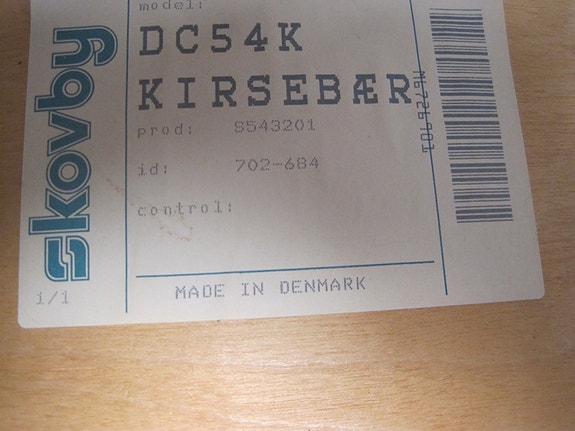 model:
DC54K
KIRSEBÆR
prod: S543201
id: 702-684
control:
MADE IN DENMARK
skovby
1/1